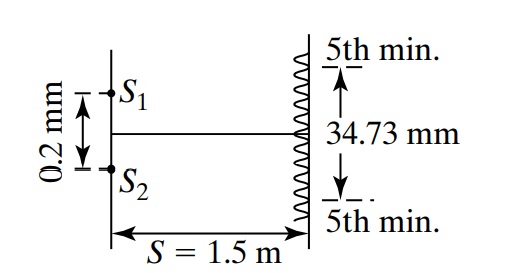 5th min.
S1
0.2 mm
34.73 mm
S2
5th min.
S = 1.5 m